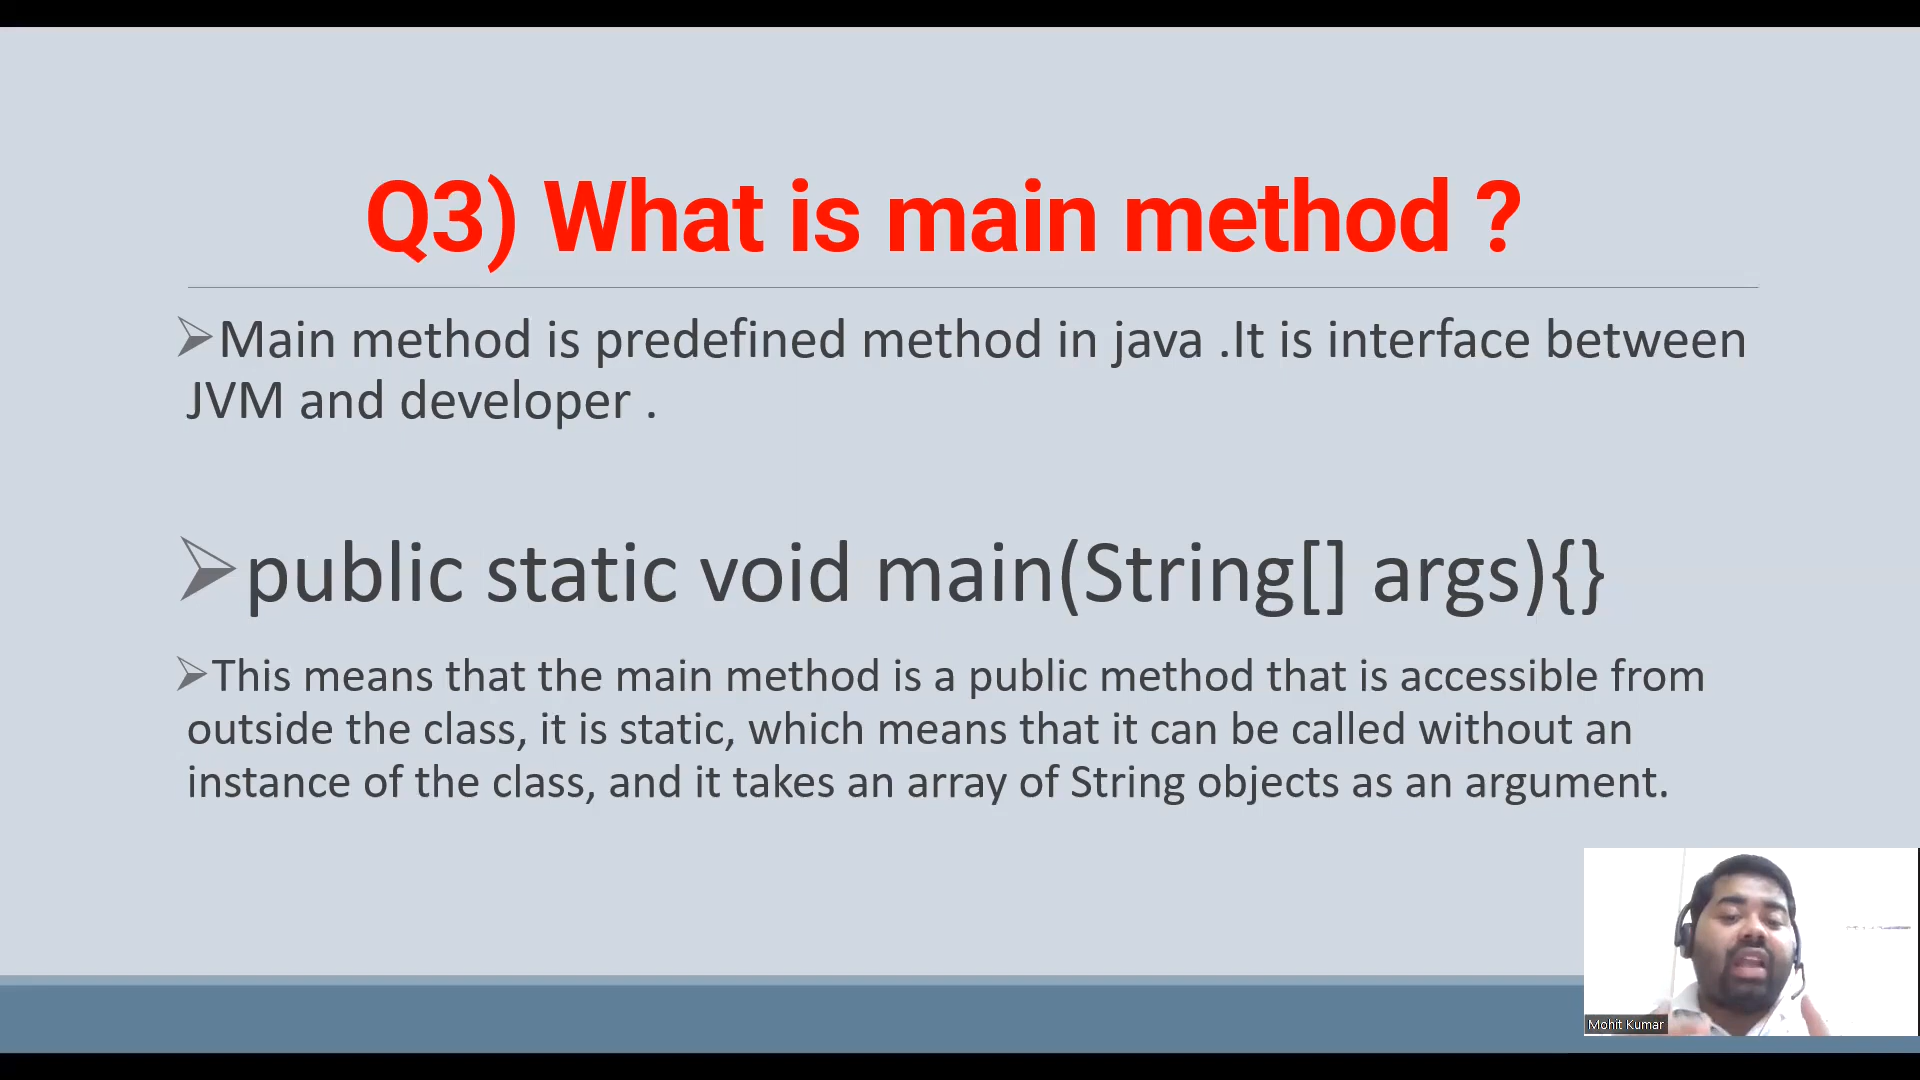 Q3) What is main method ?
Main method is predefined method in java .It is interface between
JVM and developer .
public static void main(String[] args){}
This means that the main method is a public method that is accessible from
outside the class, it is static, which means that it can be called without an
instance of the class, and it takes an array of String objects as an argument.
Mohit Kumar